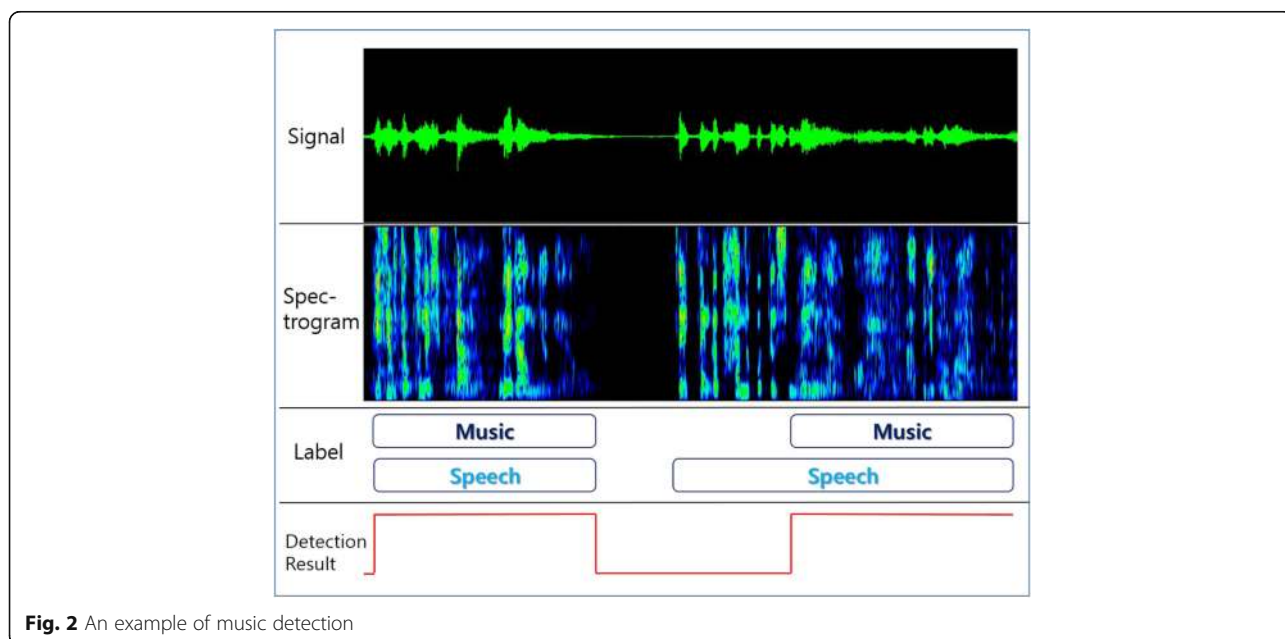 Signal
Spec-
trogram
Label
Music
Music
Speech
Speech
Detection
Result
Fig. 2 An example of music detection